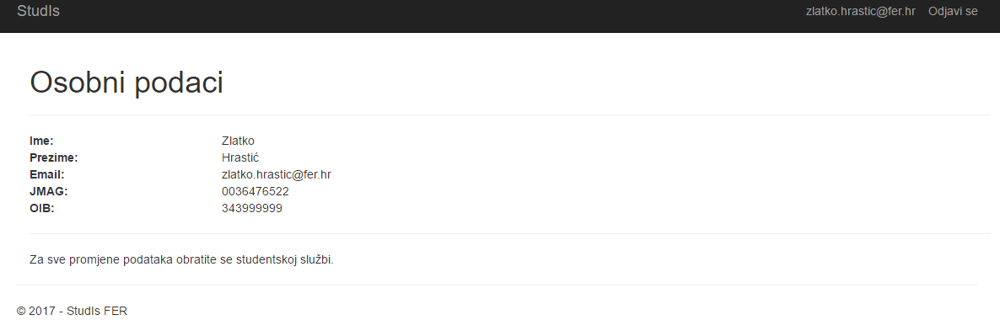 StudIs zlatko.hrastic@fer.hr Odjavi se
Osobni podaci
Ime: Zlatko
Prezime: Hrastić
Email: zlatko.hrastic@fer.hr
JMAG: 0036476522
OIB: 343999999
Za sve promjene podataka obratite se studentskoj službi.
© 2017 - StudIs FER